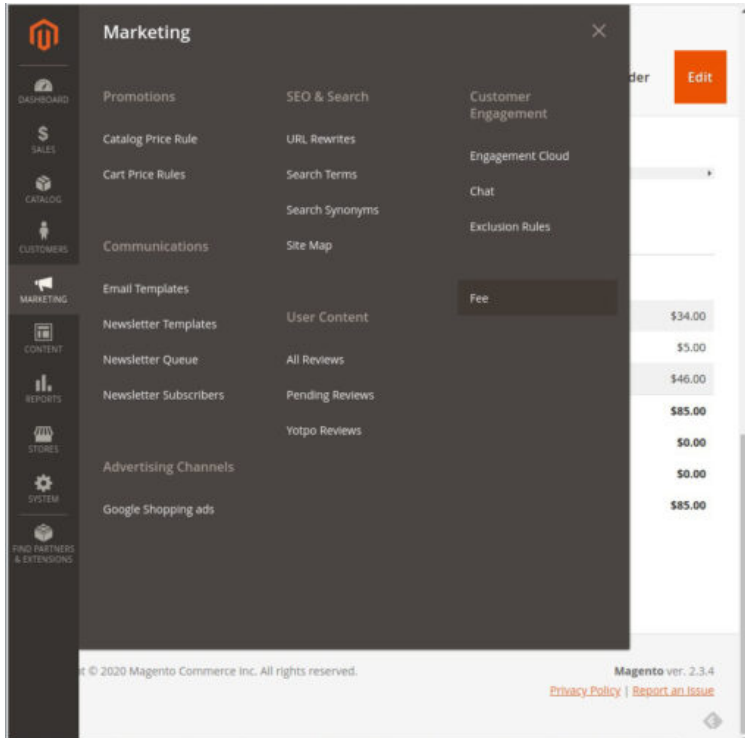 Marketing
DASHBOARD
SALES
CATALOG
CUSTOMERS
MARKETING
CONTENT
REPORTS
STORES
SYSTEM
FIND PARTNERS
& EXTENSIONS
Promotions
Catalog Price Rule
Cart Price Rules
Communications
Email Templates
Newsletter Templates
Newsletter Queue
Newsletter Subscribers
Advertising Channels
Google Shopping ads
SEO & Search
URL Rewrites
Search Terms
Search Synonyms
Site Map
User Content
All Reviews
Pending Reviews
Yotpo Reviews
Customer
Engagement
Engagement Cloud
Chat
Exclusion Rules
Fee
der
Edit
$34.00
$5.00
$46.00
$85.00
$0.00
$0.00
$85.00
t © 2020 Magento Commerce Inc. All rights reserved.
Magento ver. 2.3.4
Privacy Policy | Report an Issue